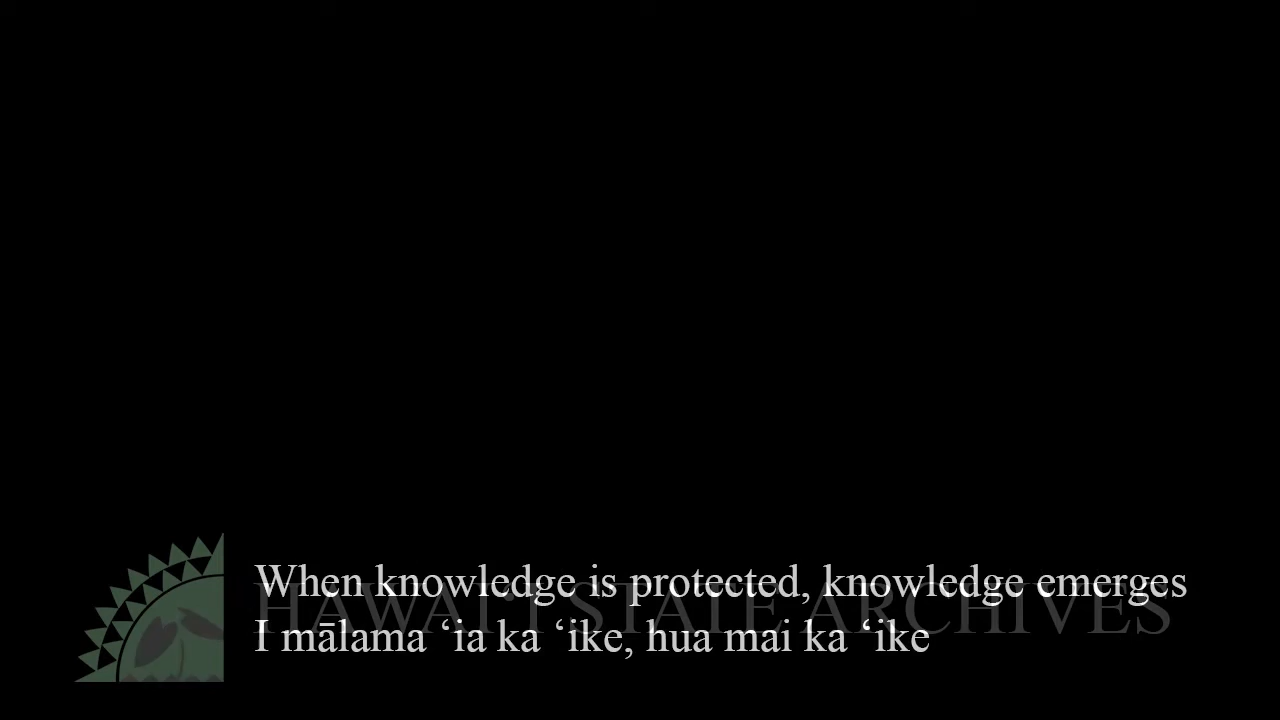 When knowledge is protected, knowledge emerges
HAWAIʻI STATE ARCHIVES
I mālama ʻia ka ʻike, hua mai ka ʻike